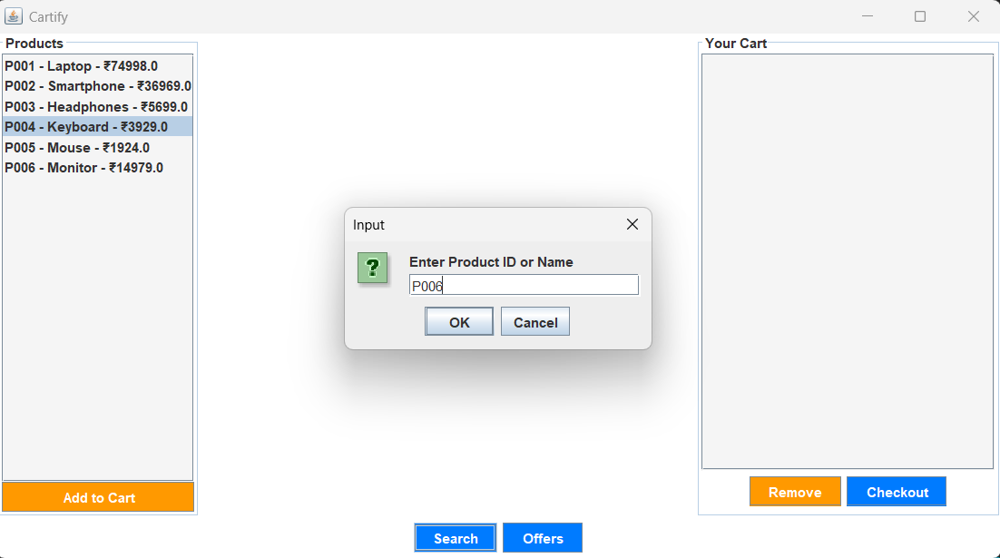 Cartify
Products
P001 - Laptop - ₹74998.0
P002 - Smartphone - ₹36969.0
P003 - Headphones - ₹5699.0
P004 - Keyboard - ₹3929.0
P005 - Mouse - ₹1924.0
P006 - Monitor - ₹14979.0
Add to Cart
Input
?
Enter Product ID or Name
P006
OK Cancel
Your Cart
Remove Checkout
Search Offers